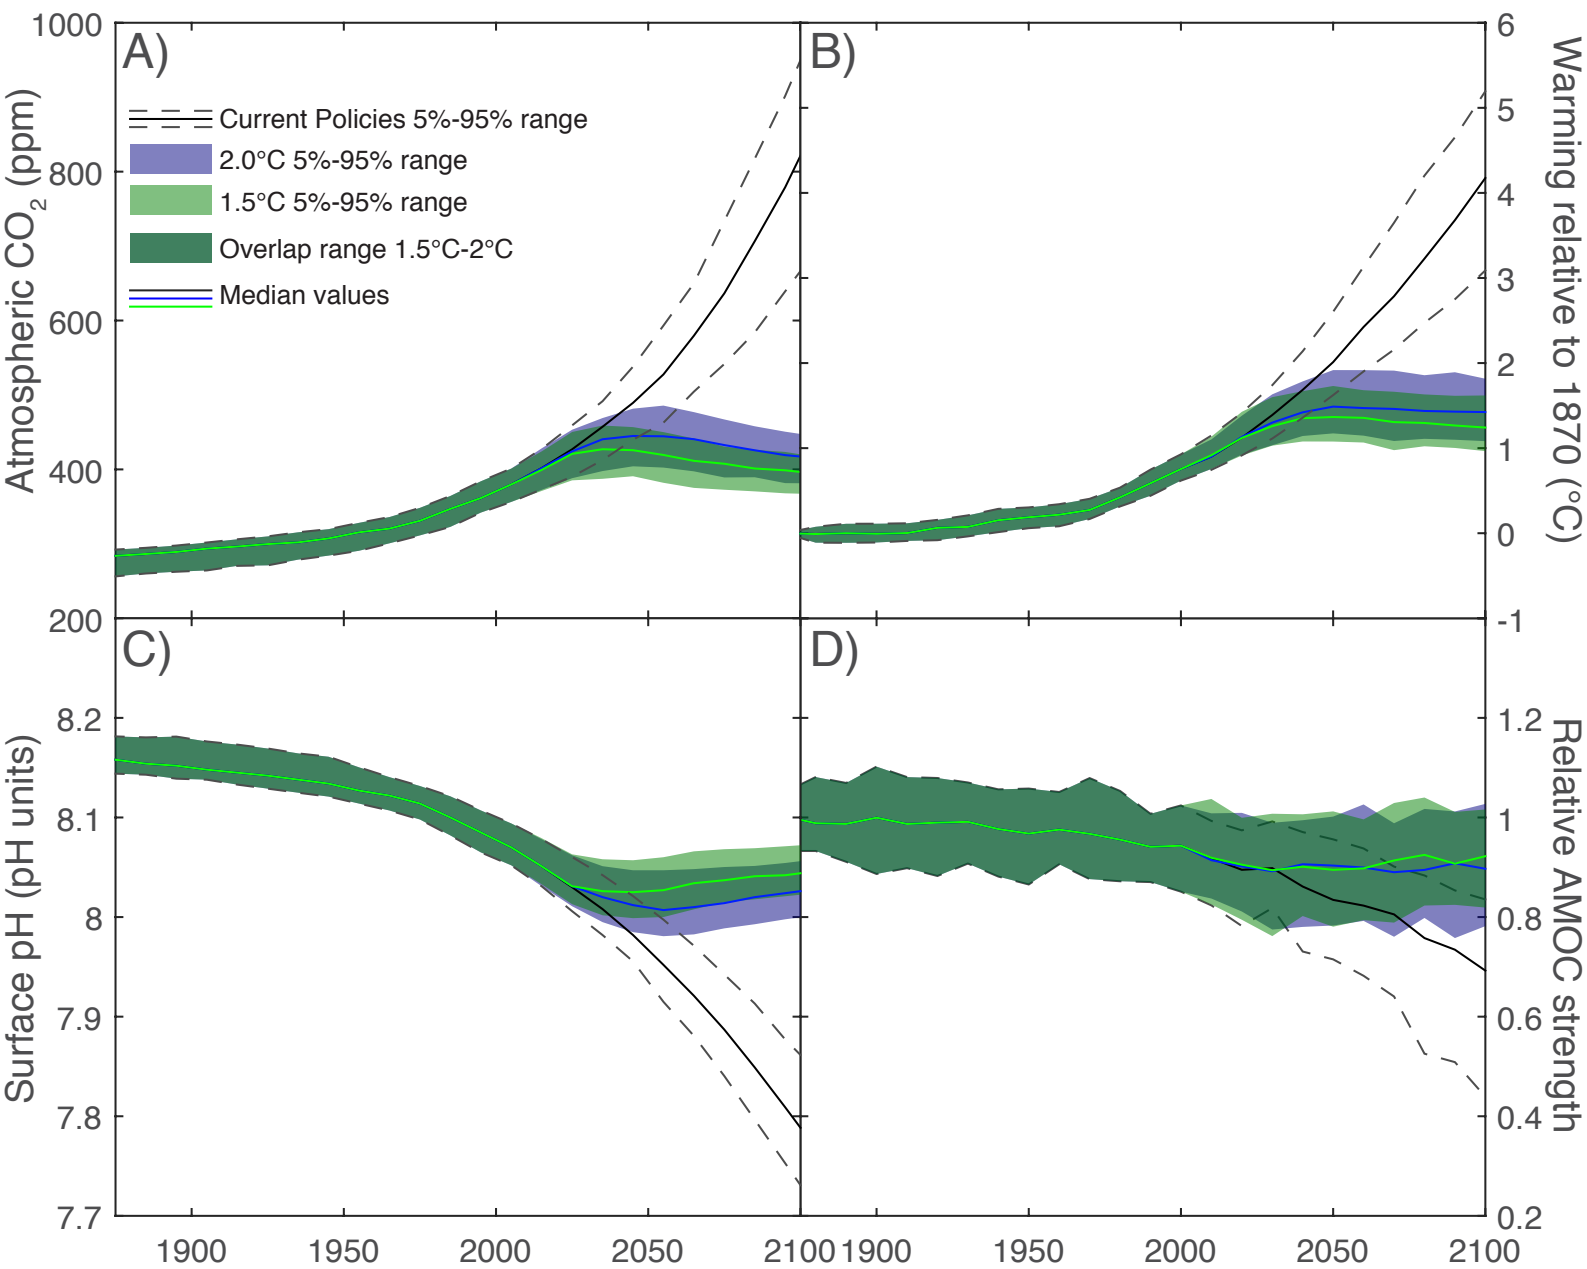 A)
B)
1000
800
600
400
200
Atmospheric CO2 (ppm)
Current Policies 5%-95% range
2.0°C 5%-95% range
1.5°C 5%-95% range
Overlap range 1.5°C-2°C
Median values
6
5
4
3
2
1
0
-1
Warming relative to 1870 (°C)
C)
D)
8.2
8.1
8
7.9
7.8
7.7
Surface pH (pH units)
1.2
1
0.8
0.6
0.4
0.2
Relative AMOC strength
1900 1950 2000 2050 2100 1900 1950 2000 2050 2100